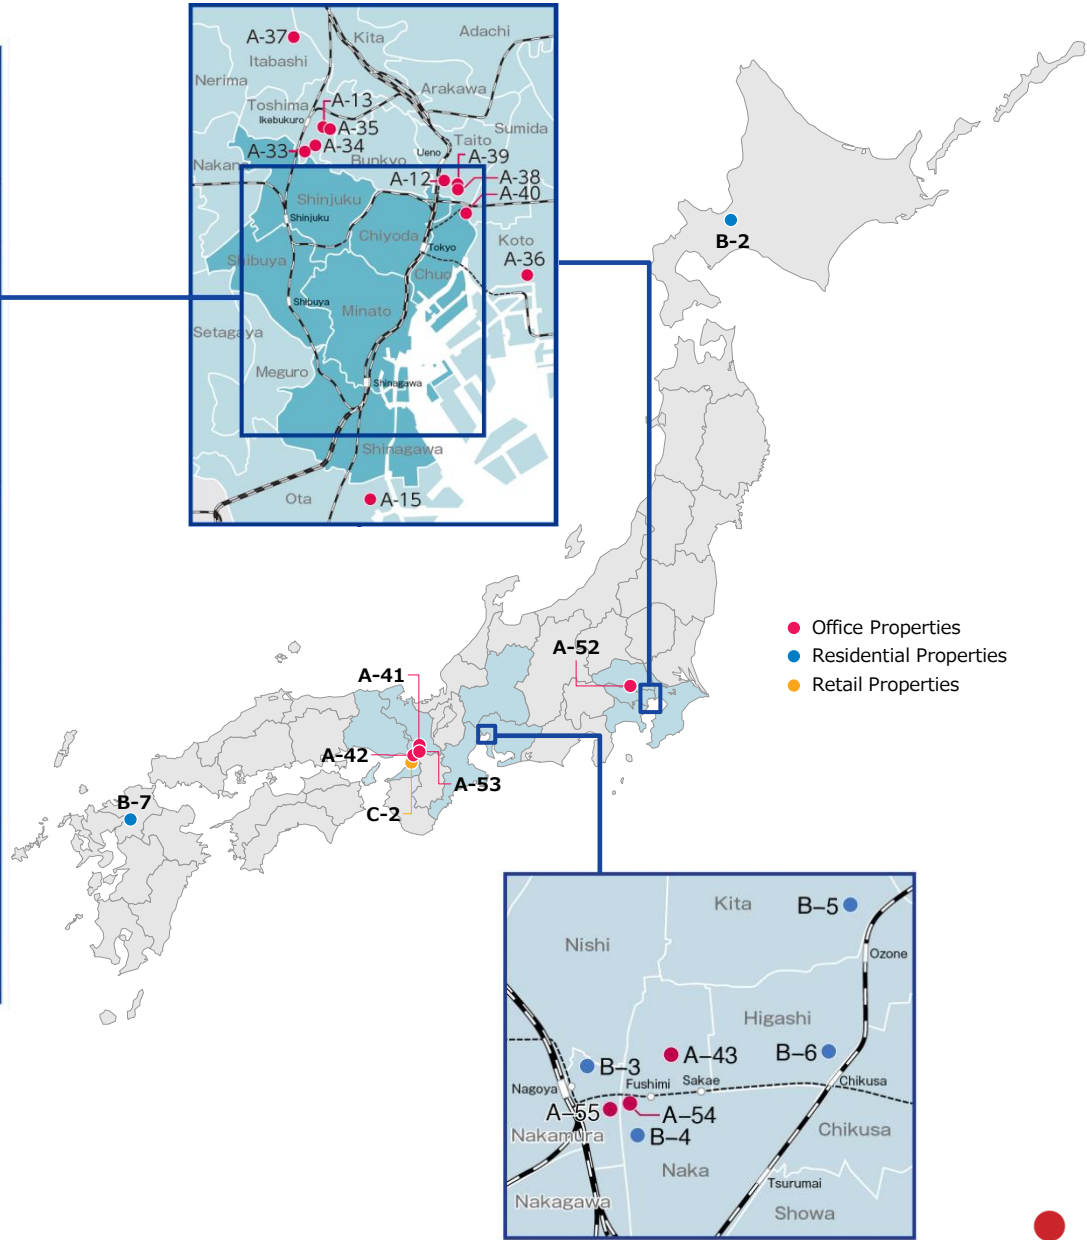 A-37
Kita
Adachi
Itabashi
Nerima
Arakawa
Toshima
A-13
Ikebukuro
A-35
Sumida
Taito
A-34
A-33
Bunkyo
Ueno
A-39
Nakano
A-12
A-38
A-40
Shinjuku
Shinjuku
Chiyoda
Koto
Tokyo
Shibuya
A-36
Chuo
Shibuya
Minato
Setagaya
Meguro
Shinagawa
Shinagawa
Ota
A-15
B-2
Office Properties
Residential Properties
Retail Properties
A-52
A-41
A-42
A-53
C-2
B-7
Kita
B–5
Nishi
Ozone
Higashi
A–43
B–6
B–3
Nagoya
Fushimi
Sakae
Chikusa
A–55
A–54
Nakamura
B–4
Chikusa
Naka
Tsurumai
Nakagawa
Showa